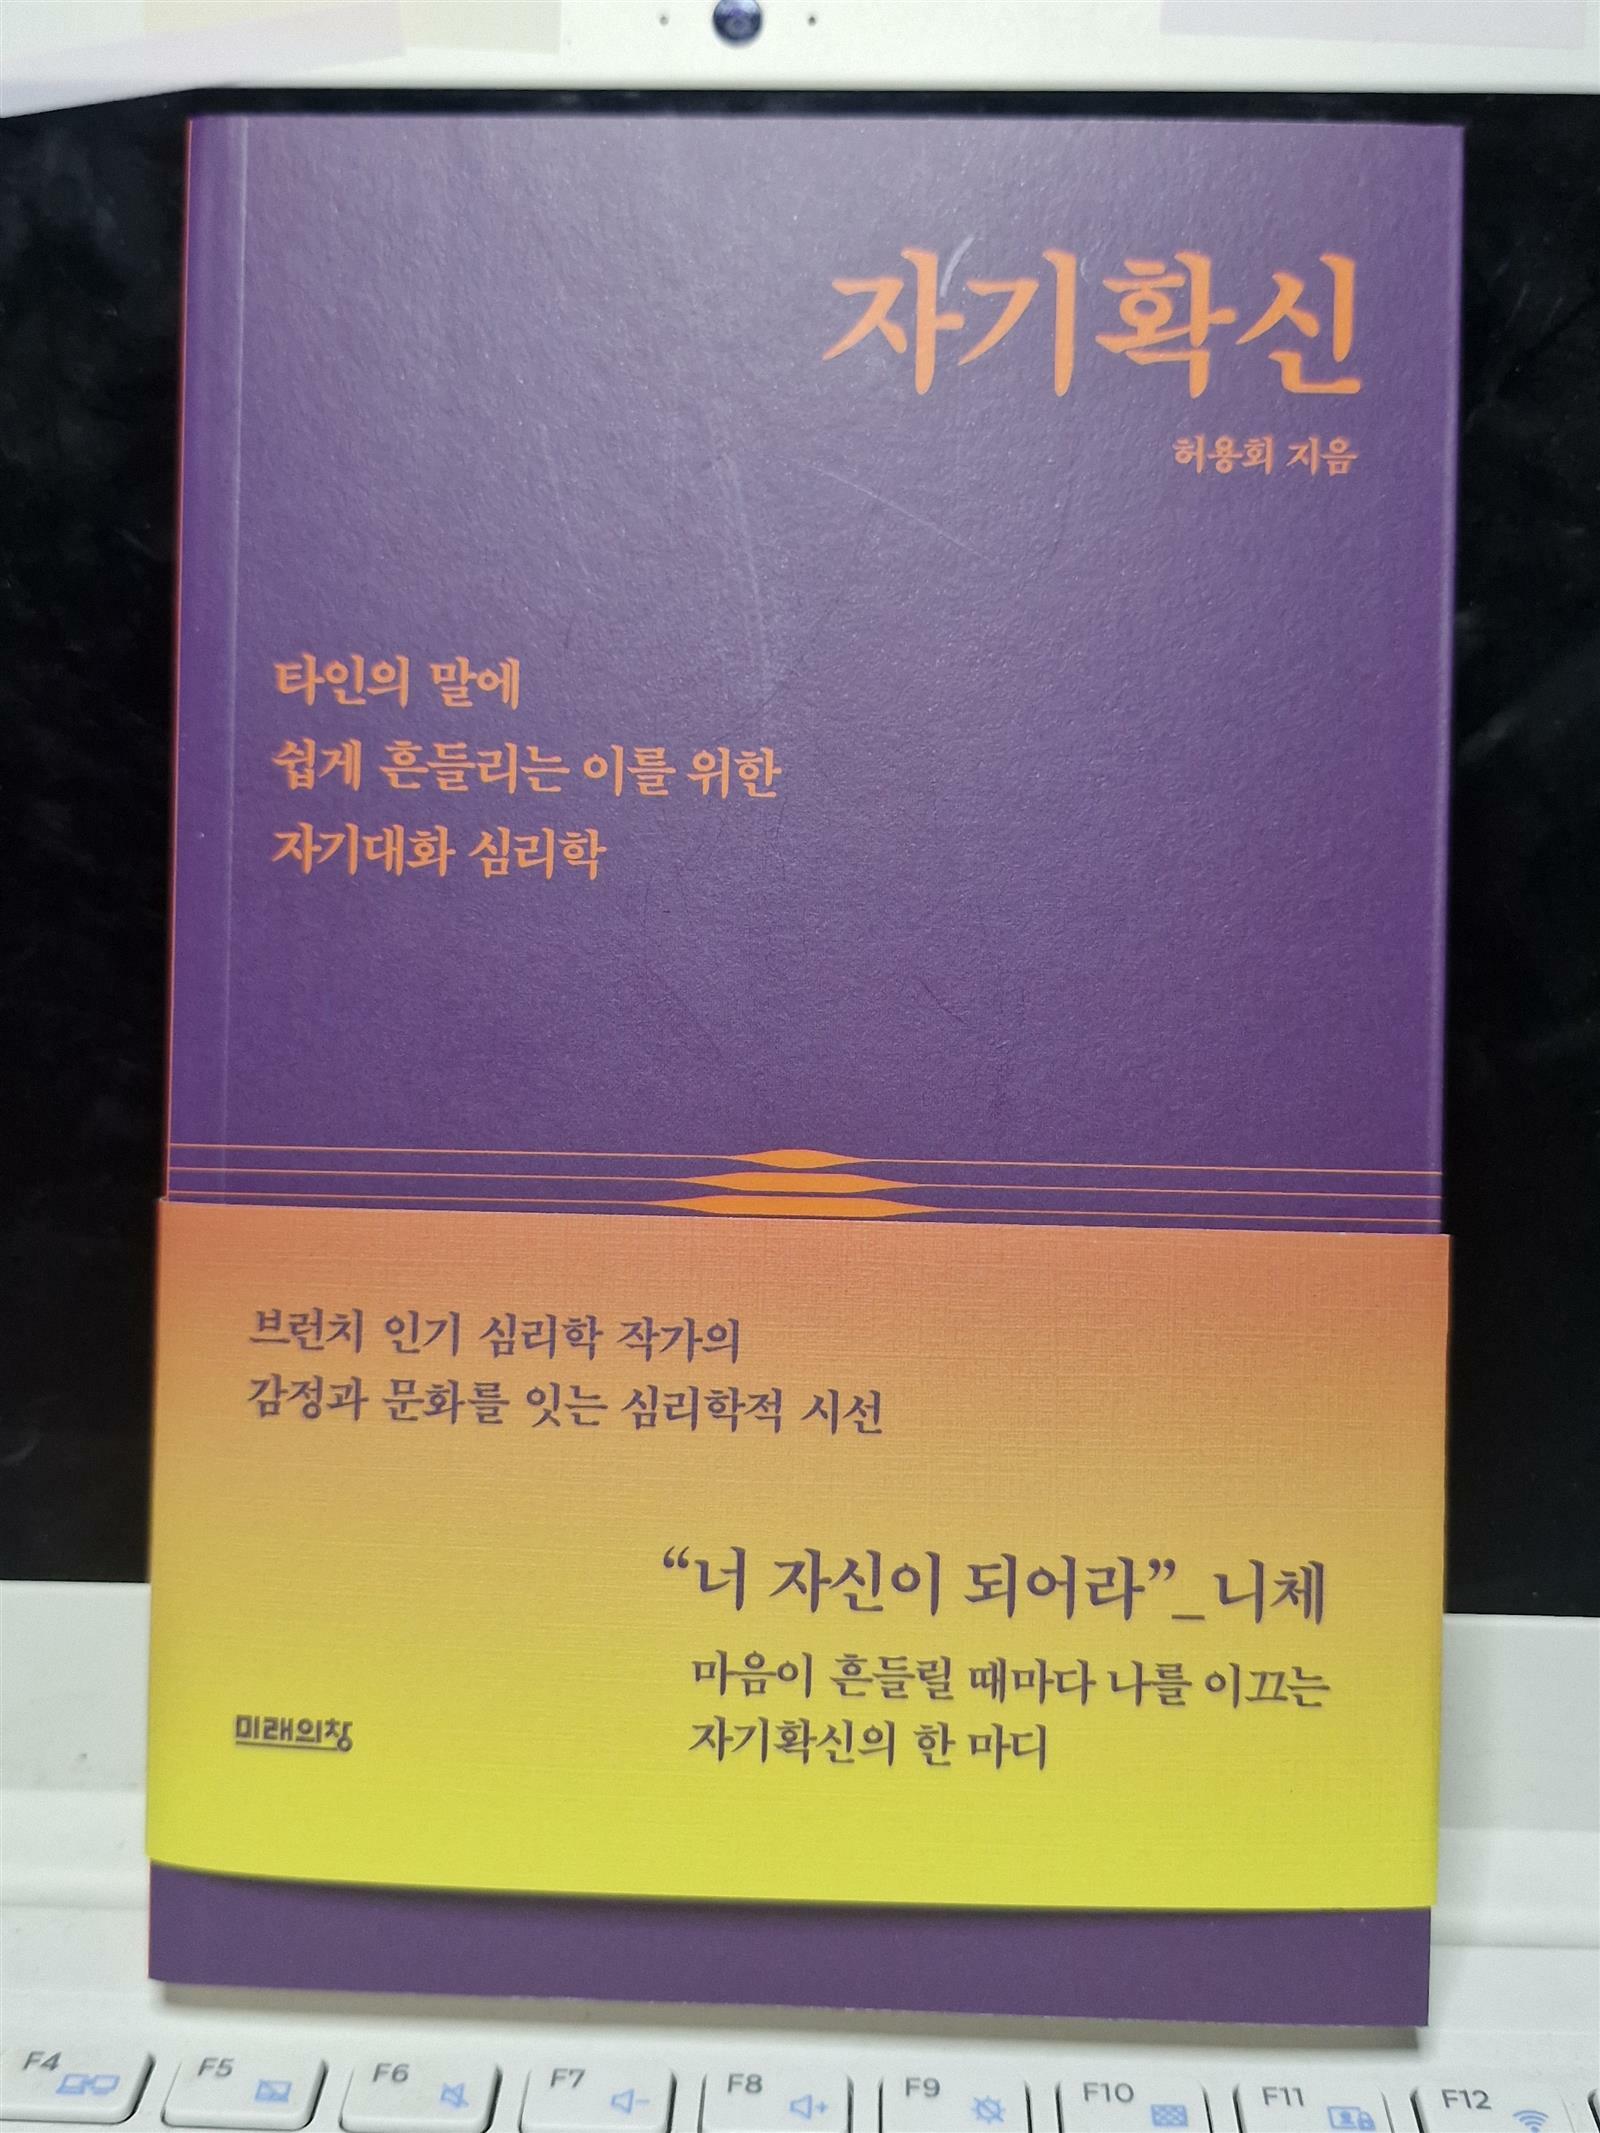 자기확신
허용회 지음
타인의 말에
쉽게 흔들리는 이를 위한
자기대화 심리학
브런치 인기 심리학 작가의
감정과 문화를 잇는 심리학적 시선
“너 자신이 되어라”_니체
마음이 흔들릴 때마다 나를 이끄는
자기확신의 한 마디
미래의창
F4
F5
F6
F7
F8
F9
F10
F11
F12